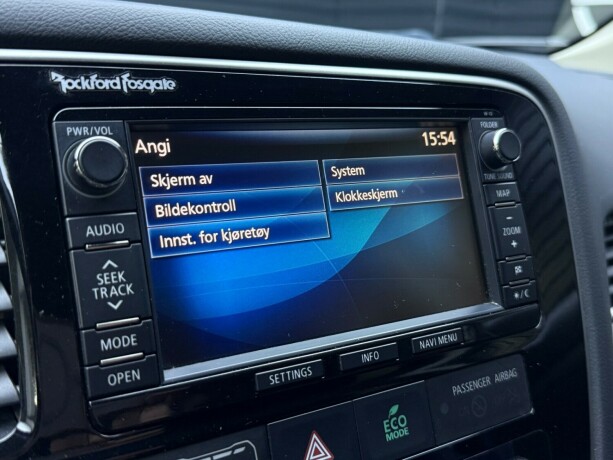 Rockford Fosgate
PWR/VOL
FOLDER
Angi
15:54
Skjerm av
System
Bildekontroll
Klokkeskjerm
Innst. for kjøretøy
TUNE SOUND
MAP
AUDIO
ZOOM
SEEK
TRACK
MODE
OPEN
SETTINGS
INFO
NAVI MENU
PASSENGER AIRBAG
ECO
MODE